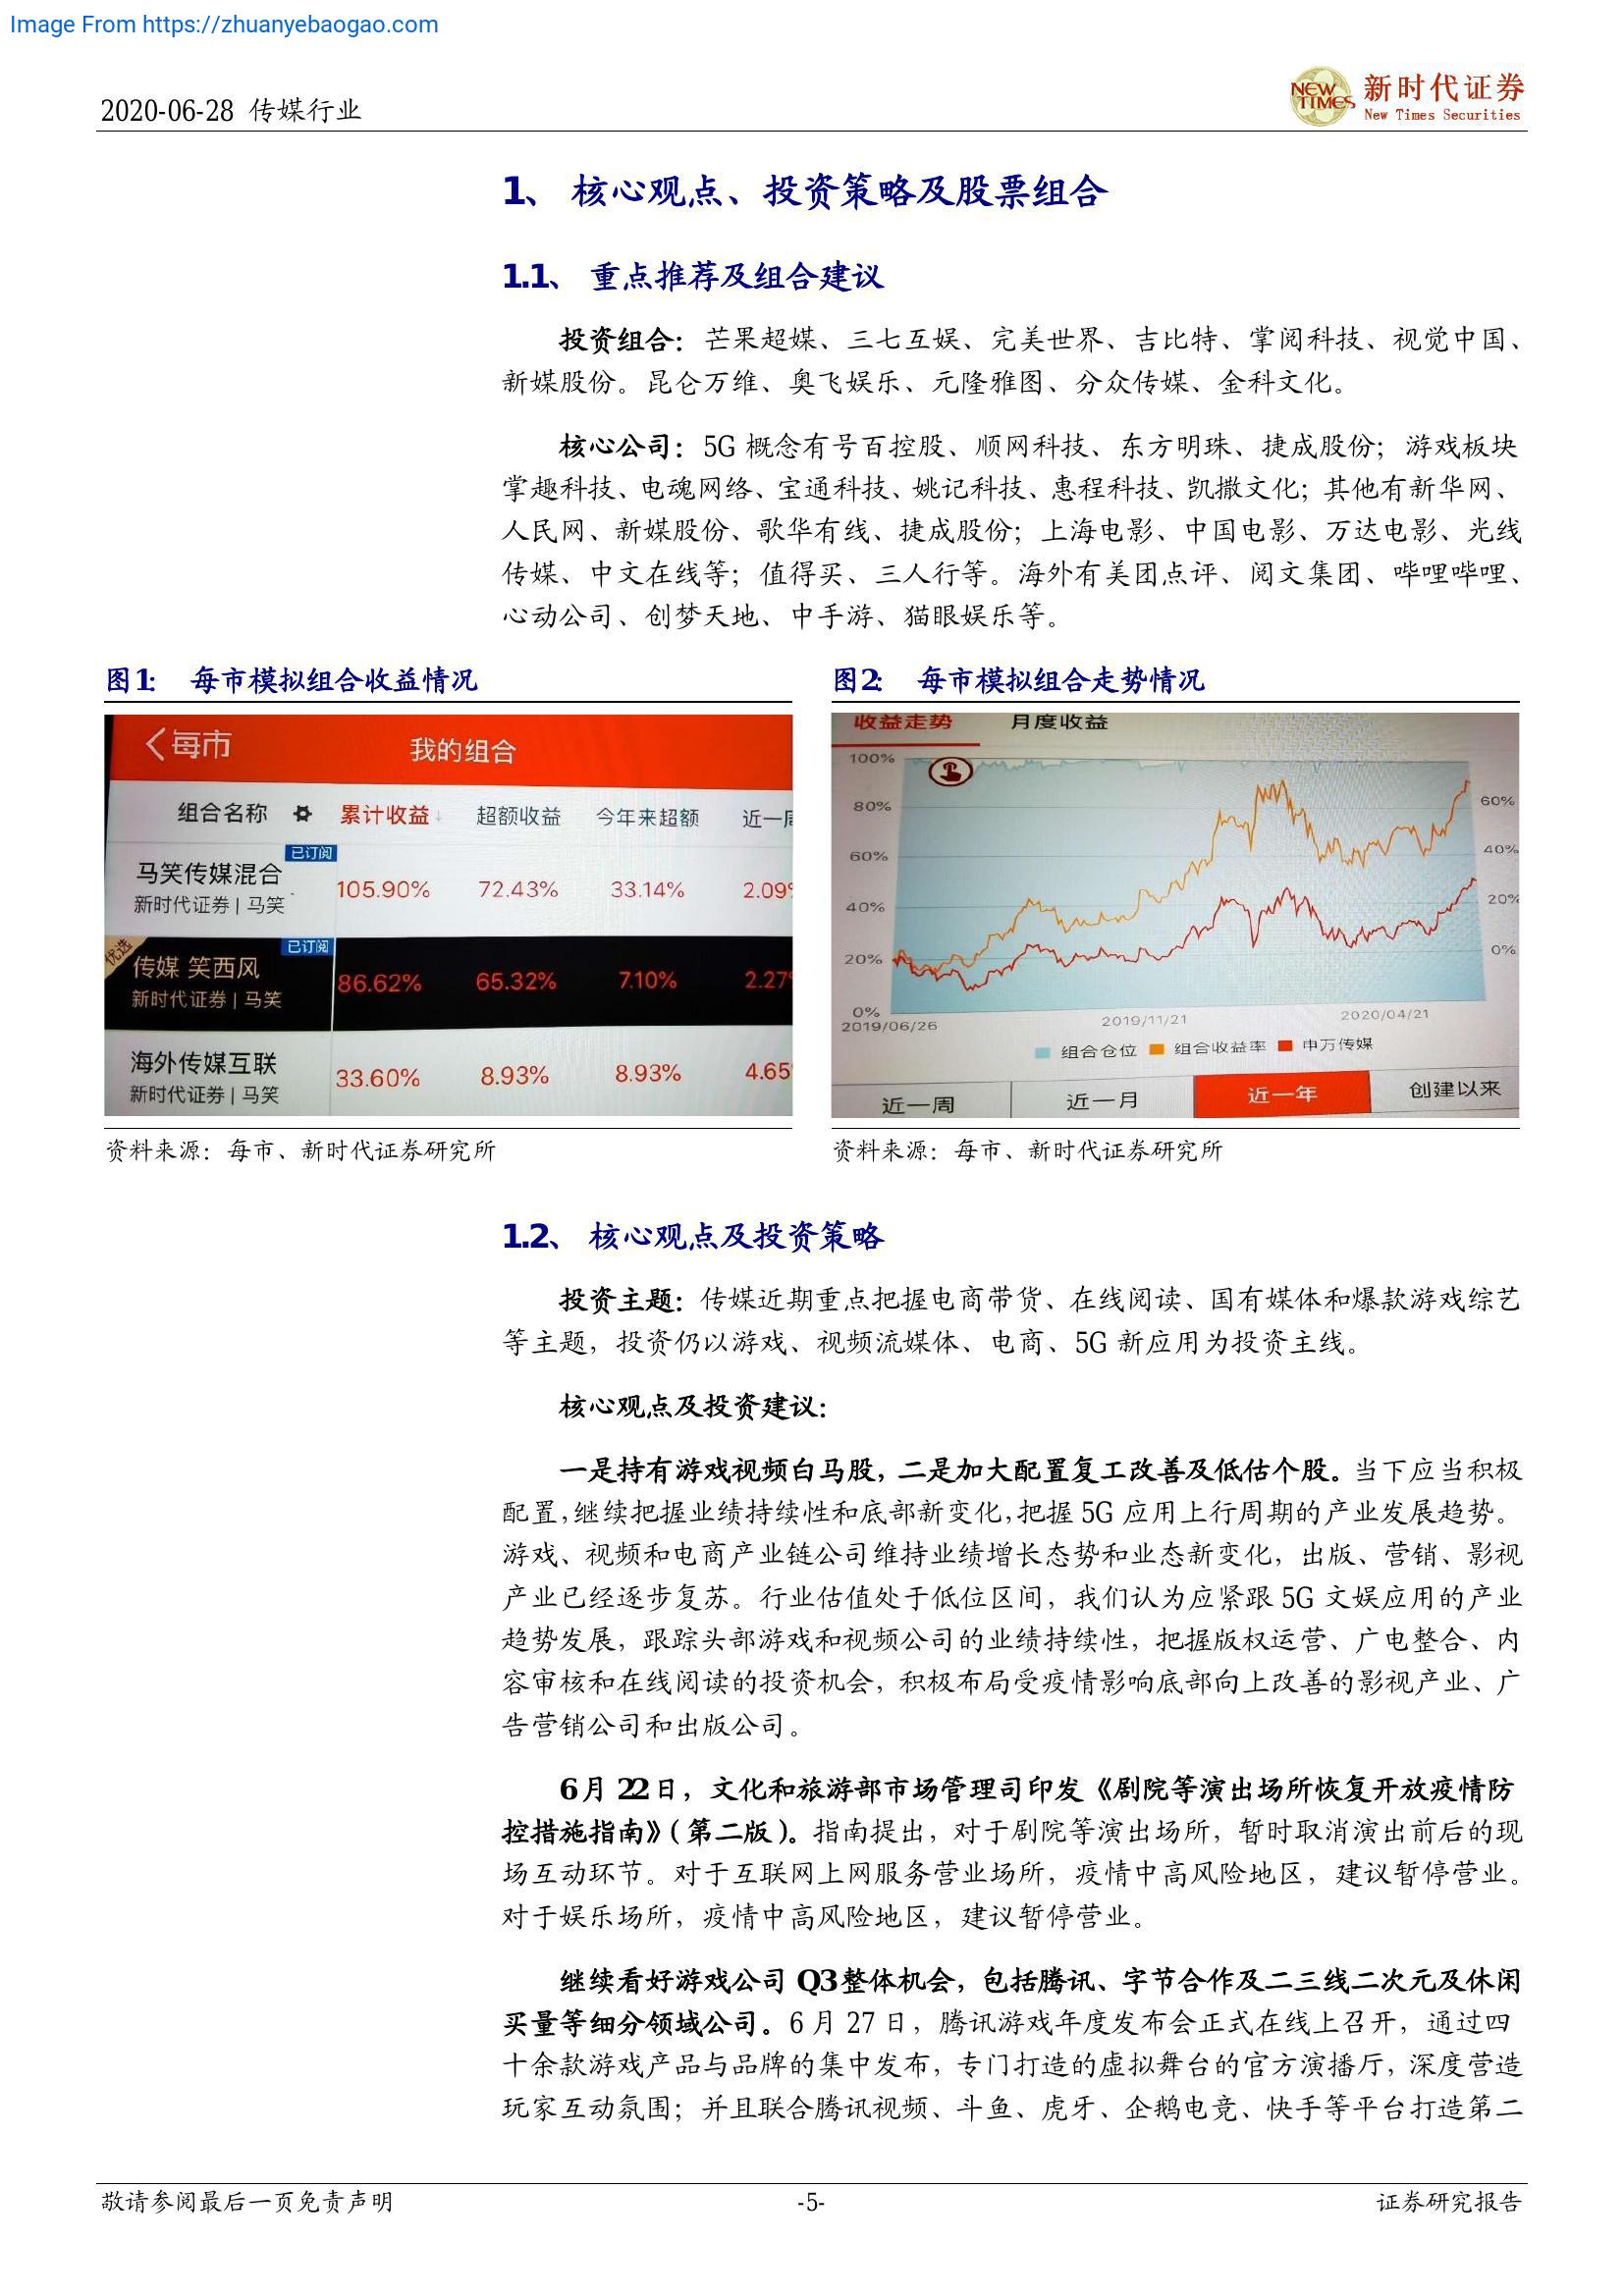 Image From https://zhuanyebaogao.com
2020-06-28 传媒行业
NEW TIMES
新时代证券
New Times Securities
1、 核心观点、投资策略及股票组合
1.1、 重点推荐及组合建议
投资组合：芒果超媒、三七互娱、完美世界、吉比特、掌阅科技、视觉中国、
新媒股份。昆仑万维、奥飞娱乐、元隆雅图、分众传媒、金科文化。
核心公司：5G 概念有号百控股、顺网科技、东方明珠、捷成股份；游戏板块
掌趣科技、电魂网络、宝通科技、姚记科技、惠程科技、凯撒文化；其他有新华网、
人民网、新媒股份、歌华有线、捷成股份；上海电影、中国电影、万达电影、光线
传媒、中文在线等；值得买、三人行等。海外有美团点评、阅文集团、哔哩哔哩、
心动公司、创梦天地、中手游、猫眼娱乐等。
图1： 每市模拟组合收益情况
每市
我的组合
组合名称 累计收益↓ 超额收益 今年来超额 近一周
已订阅
马笑传媒混合
新时代证券 | 马笑
105.90% 72.43% 33.14% 2.09%
优选
已订阅
传媒 笑西风
新时代证券 | 马笑
86.62% 65.32% 7.10% 2.27%
海外传媒互联
新时代证券 | 马笑
33.60% 8.93% 8.93% 4.65
资料来源：每市、新时代证券研究所
图2： 每市模拟组合走势情况
收益走势 月度收益
100%
80%
60%
40%
20%
0%
60%
40%
20%
0%
2019/06/26 2019/11/21 2020/04/21
组合仓位 组合收益率 申万传媒
近一周 近一月 近一年 创建以来
资料来源：每市、新时代证券研究所
1.2、 核心观点及投资策略
投资主题：传媒近期重点把握电商带货、在线阅读、国有媒体和爆款游戏综艺
等主题，投资仍以游戏、视频流媒体、电商、5G 新应用为投资主线。
核心观点及投资建议：
一是持有游戏视频白马股，二是加大配置复工改善及低估个股。当下应当积极
配置，继续把握业绩持续性和底部新变化，把握 5G 应用上行周期的产业发展趋势。
游戏、视频和电商产业链公司维持业绩增长态势和业态新变化，出版、营销、影视
产业已经逐步复苏。行业估值处于低位区间，我们认为应紧跟 5G 文娱应用的产业
趋势发展，跟踪头部游戏和视频公司的业绩持续性，把握版权运营、广电整合、内
容审核和在线阅读的投资机会，积极布局受疫情影响底部向上改善的影视产业、广
告营销公司和出版公司。
6 月 22 日，文化和旅游部市场管理司印发《剧院等演出场所恢复开放疫情防
控措施指南》（第二版）。指南提出，对于剧院等演出场所，暂时取消演出前后的现
场互动环节。对于互联网上网服务营业场所，疫情中高风险地区，建议暂停营业。
对于娱乐场所，疫情中高风险地区，建议暂停营业。
继续看好游戏公司 Q3 整体机会，包括腾讯、字节合作及二三线二次元及休闲
买量等细分领域公司。6 月 27 日，腾讯游戏年度发布会正式在线上召开，通过四
十余款游戏产品与品牌的集中发布，专门打造的虚拟舞台的官方演播厅，深度营造
玩家互动氛围；并且联合腾讯视频、斗鱼、虎牙、企鹅电竞、快手等平台打造第二
敬请参阅最后一页免责声明
-5-
证券研究报告